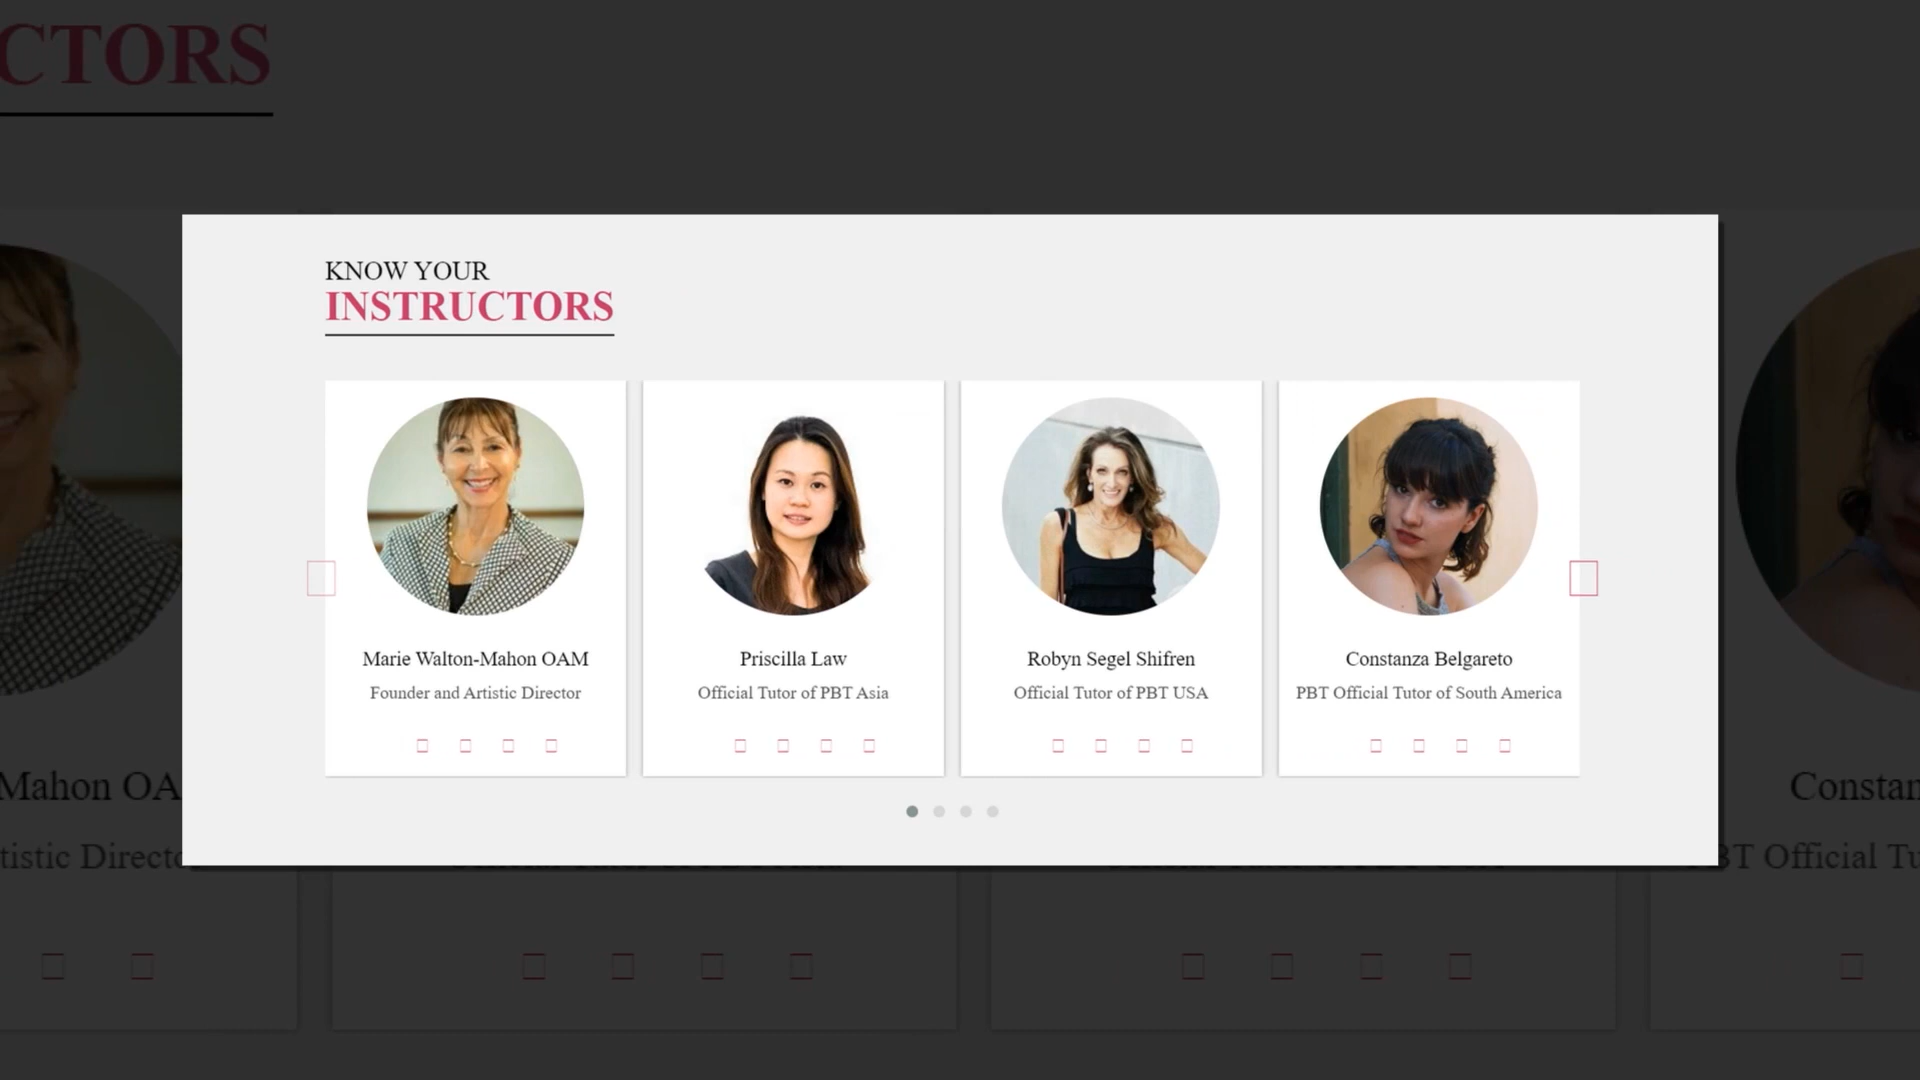 CTORS
KNOW YOUR
INSTRUCTORS
Marie Walton-Mahon OAM
Priscilla Law
Robyn Segel Shifren
Constanza Belgareto
Founder and Artistic Director
Official Tutor of PBT Asia
Official Tutor of PBT USA
PBT Official Tutor of South America
Mahon OA
Constan
tistic Directo
BT Official Tu